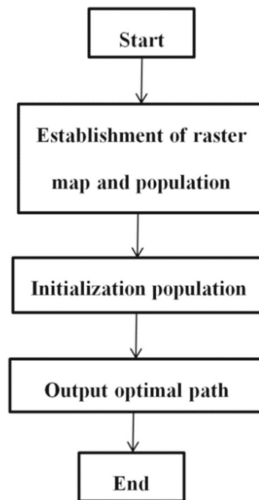 Start
Establishment of raster
map and population
Initialization population
Output optimal path
End